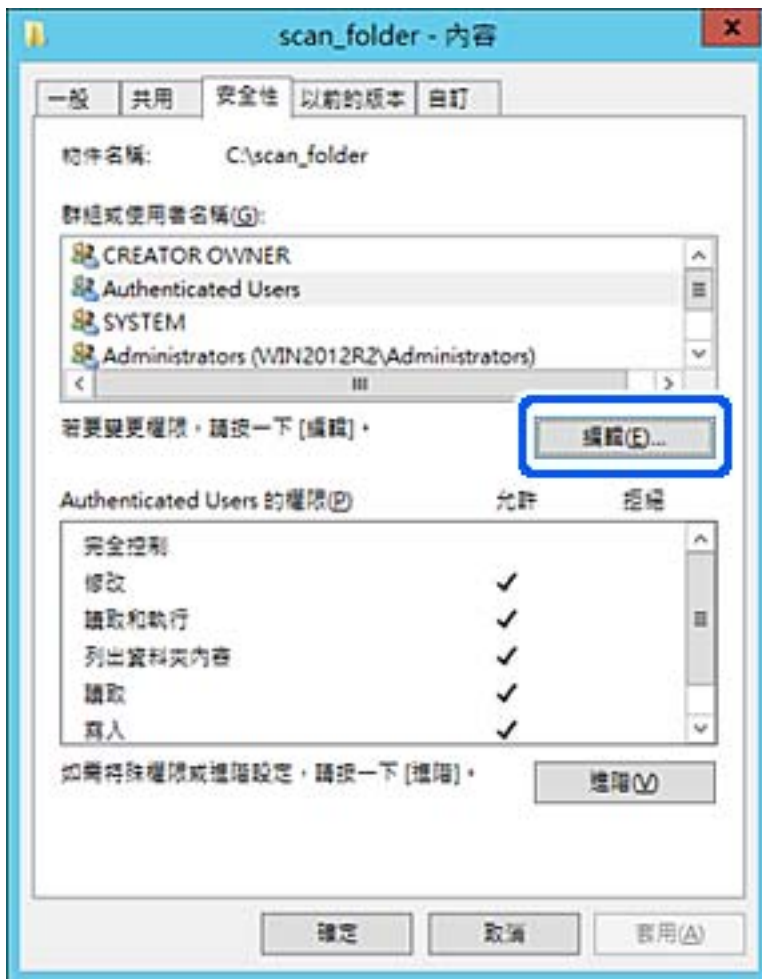 scan_folder - 內容
一般 共用 安全性 以前的版本 自訂
物件名稱: C:\scan_folder
群組或使用者名稱(G):
CREATOR OWNER
Authenticated Users
SYSTEM
Administrators (WIN2012R2\Administrators)
若要變更權限，請按一下 [編輯]。 編輯(E)...
Authenticated Users 的權限(P) 允許 拒絕
完全控制
修改
讀取和執行
列出資料夾內容
讀取
寫入
如需特殊權限或進階設定，請按一下 [進階]。 進階(V)
確定 取消 套用(A)